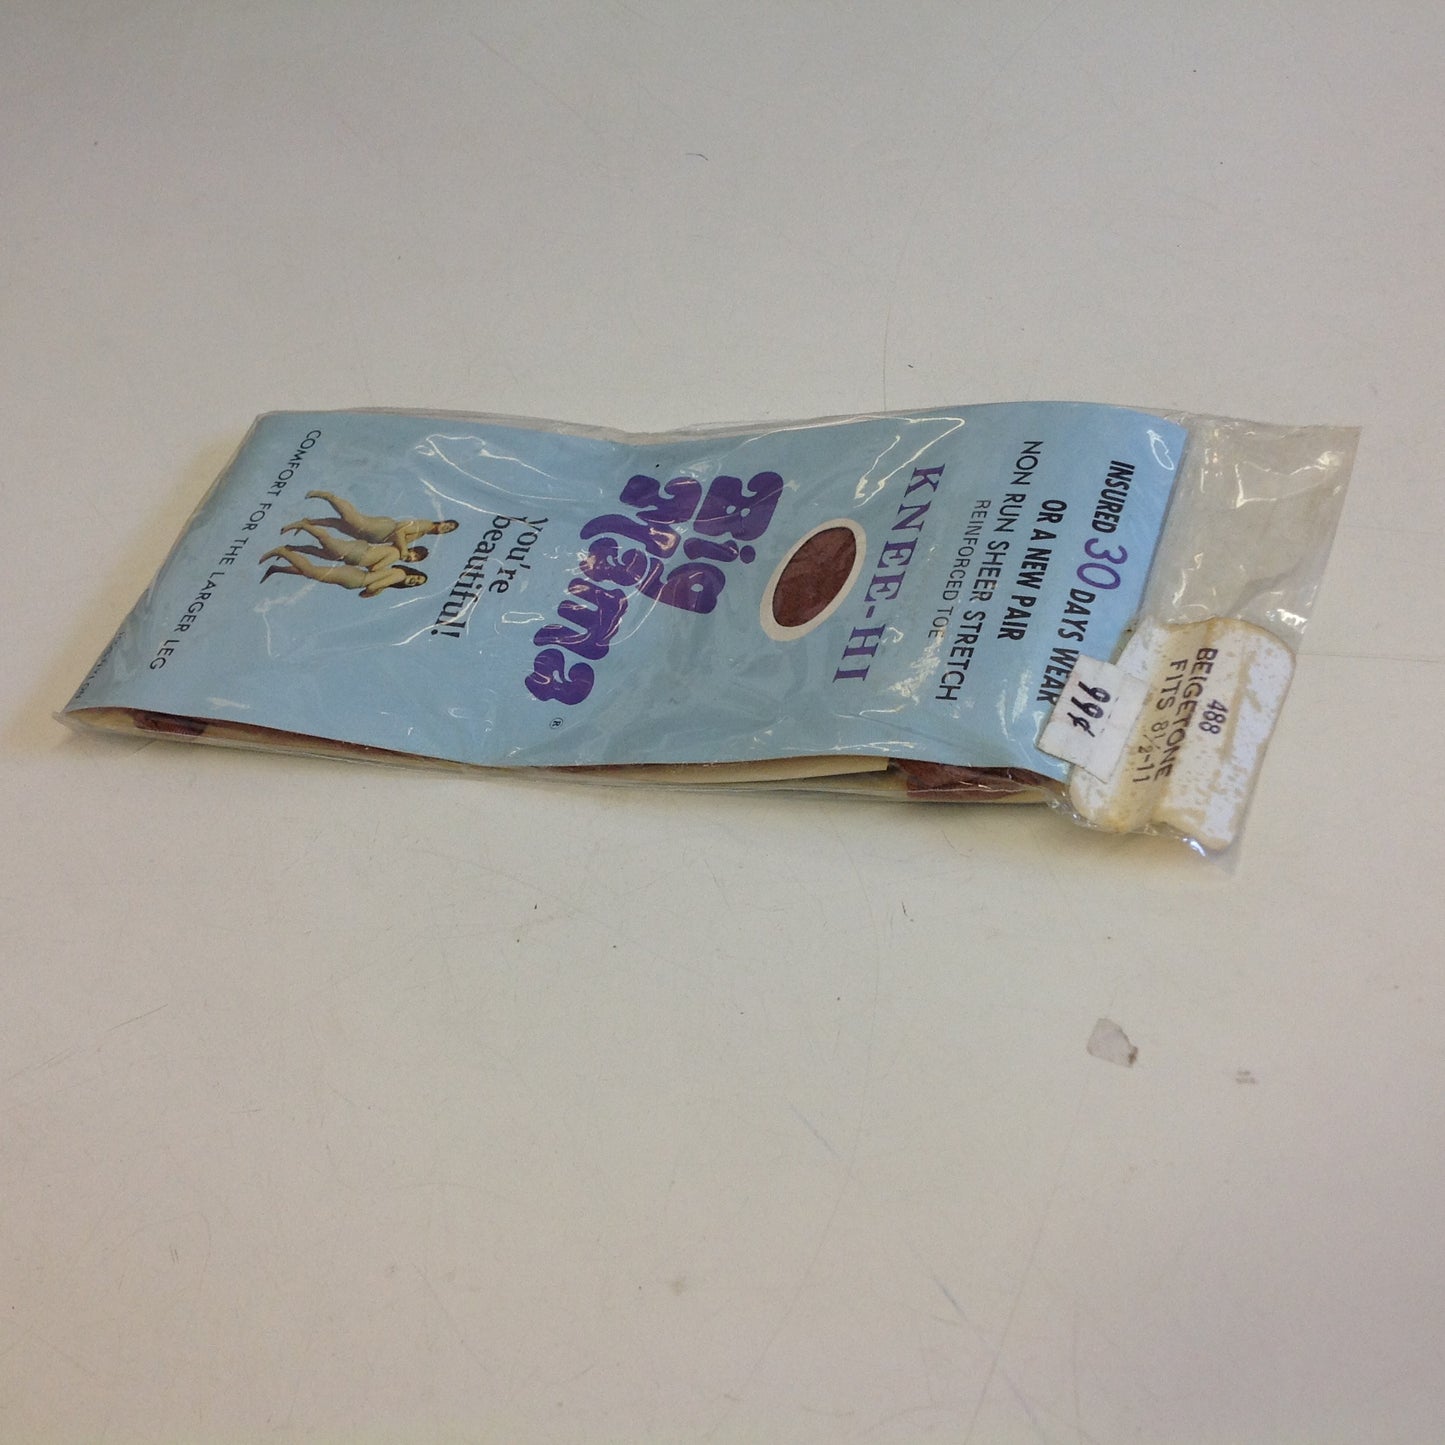 INSURED 30 DAYS WEAR
OR A NEW PAIR
NON RUN SHEER STRETCH
REINFORCED TOE
KNEE-HI
Big
Mama
®
You're
beautiful!
COMFORT FOR THE LARGER LEG
99¢
488
BEIGETONE
FITS 8½-11